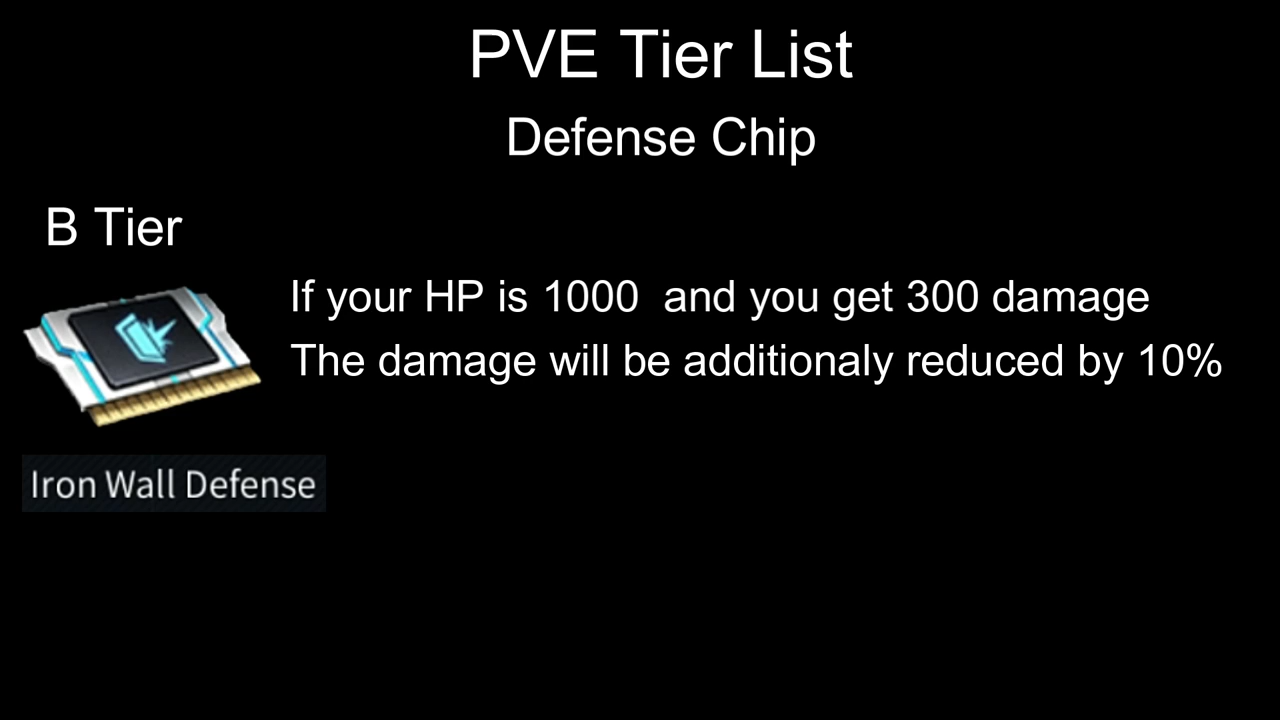 PVE Tier List
Defense Chip
B Tier
If your HP is 1000  and you get 300 damage
The damage will be additionaly reduced by 10%
Iron Wall Defense